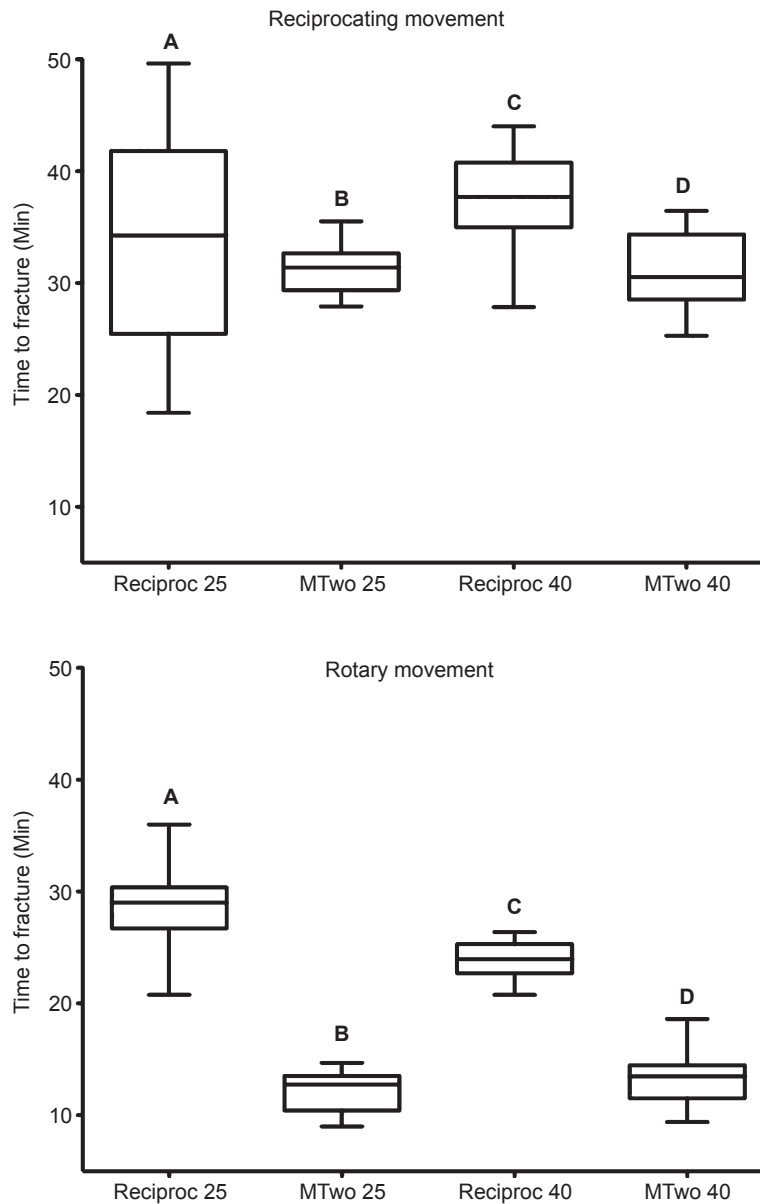 Reciprocating movement
Time to fracture (Min)
50
40
30
20
10
A
B
C
D
Reciproc 25 MTwo 25 Reciproc 40 MTwo 40
Rotary movement
Time to fracture (Min)
50
40
30
20
10
A
B
C
D
Reciproc 25 MTwo 25 Reciproc 40 MTwo 40